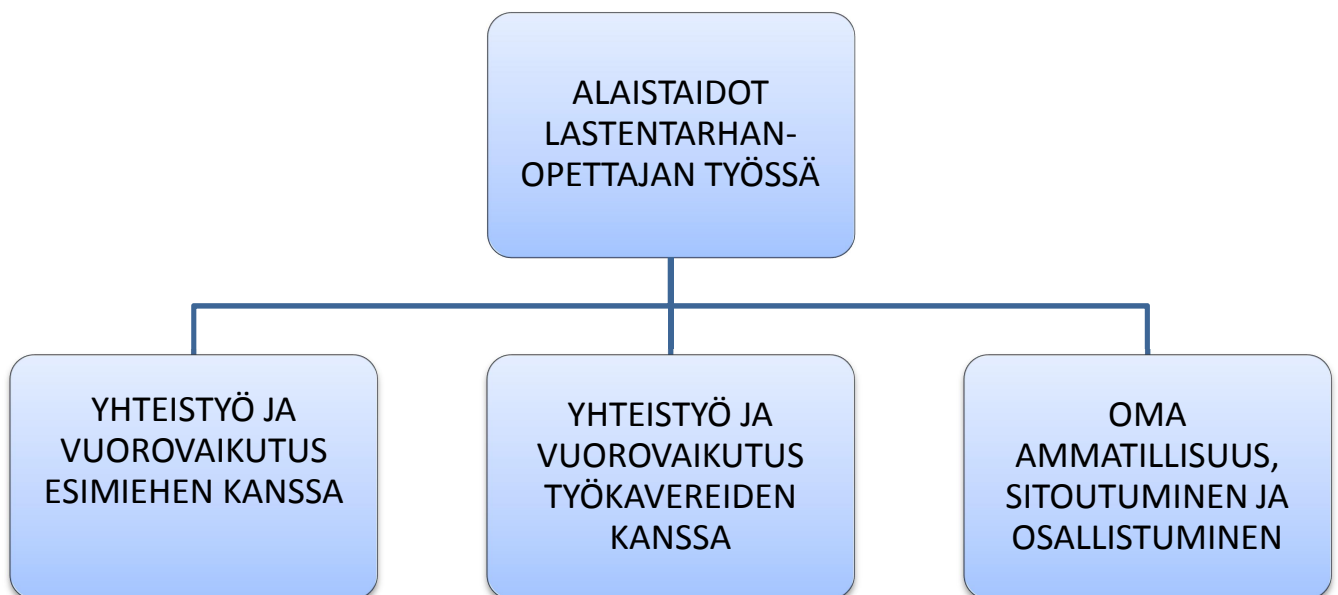 ALAISTAIDOT
LASTENTARHAN-
OPETTAJAN TYÖSSÄ
YHTEISTYÖ JA
VUOROVAIKUTUS
ESIMIEHEN KANSSA
YHTEISTYÖ JA
VUOROVAIKUTUS
TYÖKAVEREIDEN
KANSSA
OMA
AMMATILLISUUS,
SITOUTUMINEN JA
OSALLISTUMINEN